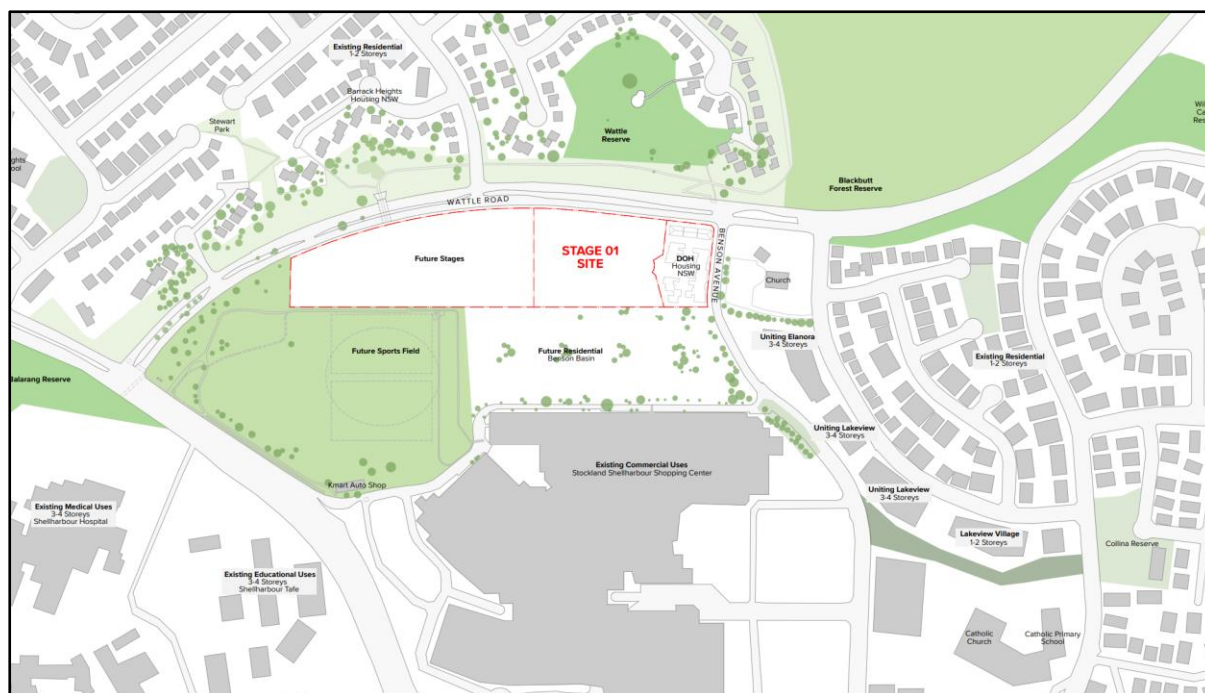 Existing Residential
1-2 Storeys
Barrack Heights
Housing NSW
Stewart
Park
Wattle
Reserve
Blackbutt
Forest Reserve
WATTLE ROAD
Future Stages
STAGE 01
SITE
DOH
Housing
NSW
BENSON AVENUE
Church
Uniting Elanora
3-4 Storeys
Existing Residential
1-2 Storeys
Future Sports Field
Future Residential
Benson Basin
alarang Reserve
Uniting Lakeview
3-4 Storeys
Existing Commercial Uses
Stockland Shellharbour Shopping Center
Kmart Auto Shop
Uniting Lakeview
3-4 Storeys
Existing Medical Uses
3-4 Storeys
Shellharbour Hospital
Lakeview Village
1-2 Storeys
Collina Reserve
Existing Educational Uses
3-4 Storeys
Shellharbour Tafe
Catholic
Church
Catholic Primary
School